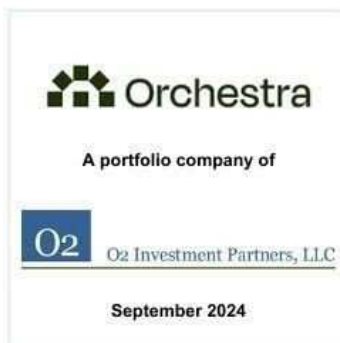 Orchestra
A portfolio company of
O2
O2 Investment Partners, LLC
September 2024